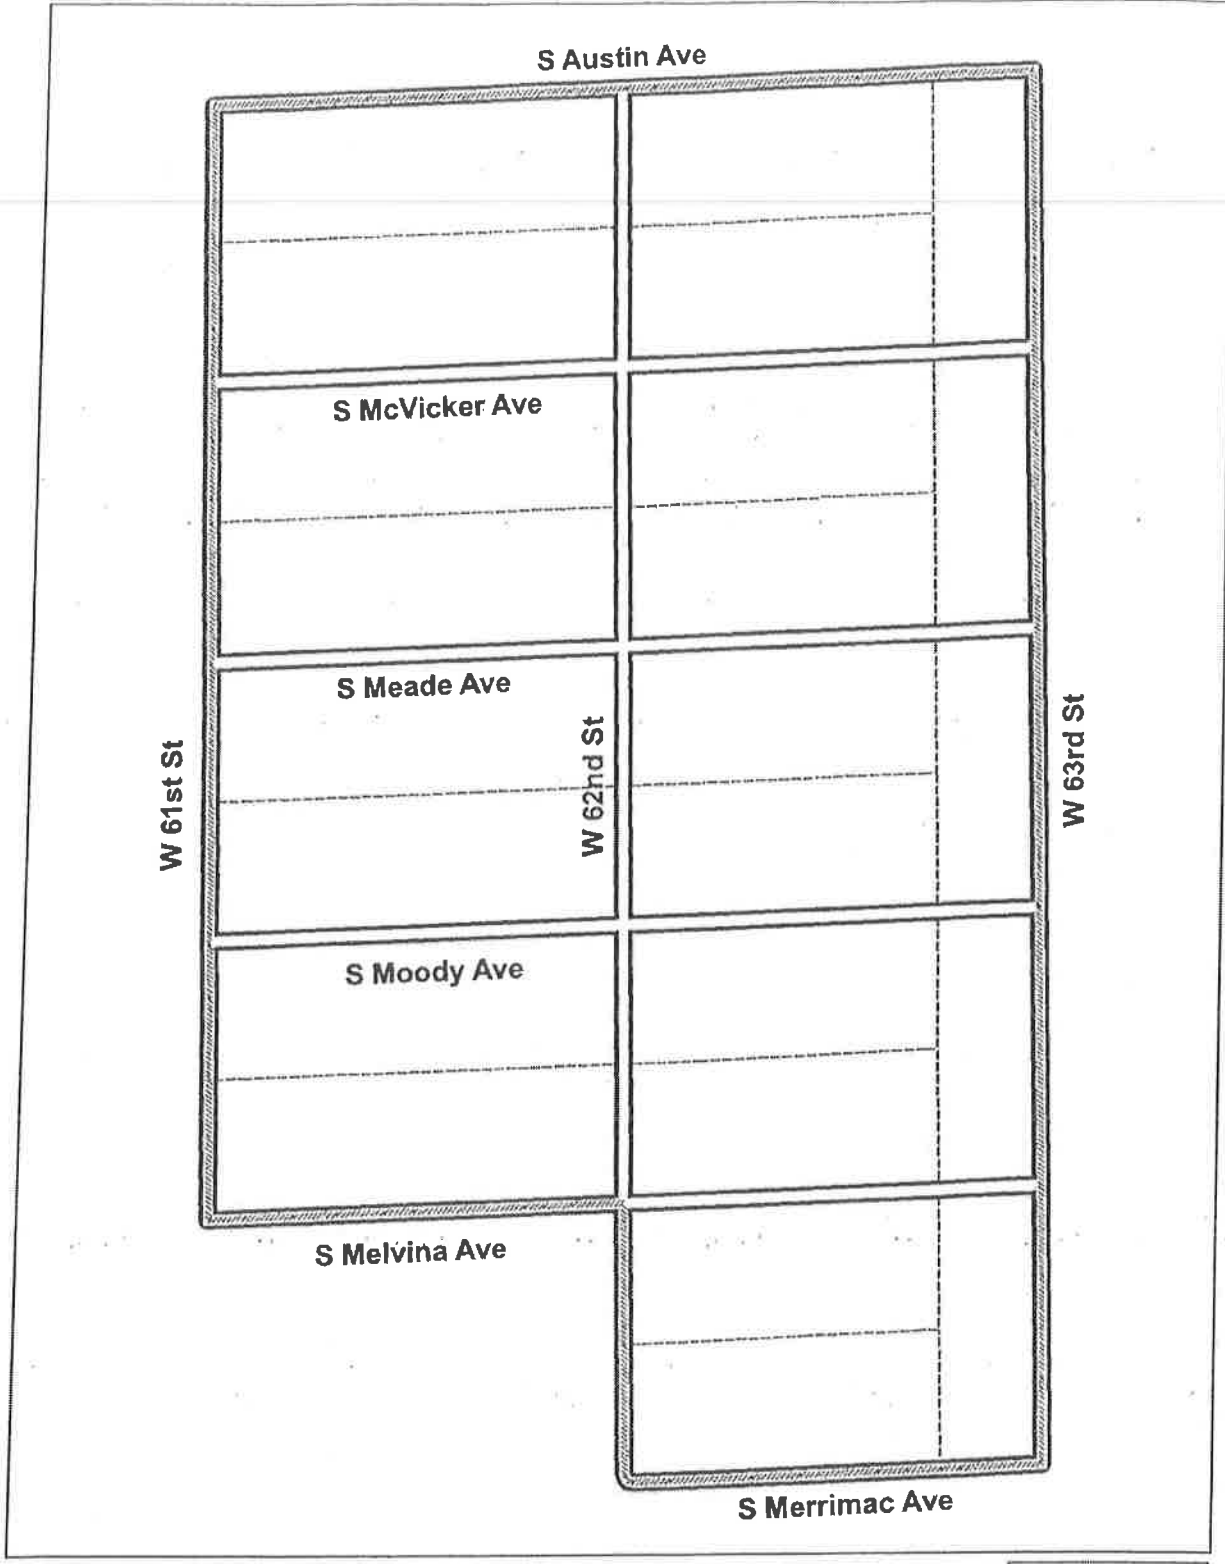 S Austin Ave
S McVicker Ave
S Meade Ave
W 61st St
W 62nd St
W 63rd St
S Moody Ave
S Melvina Ave
S Merrimac Ave